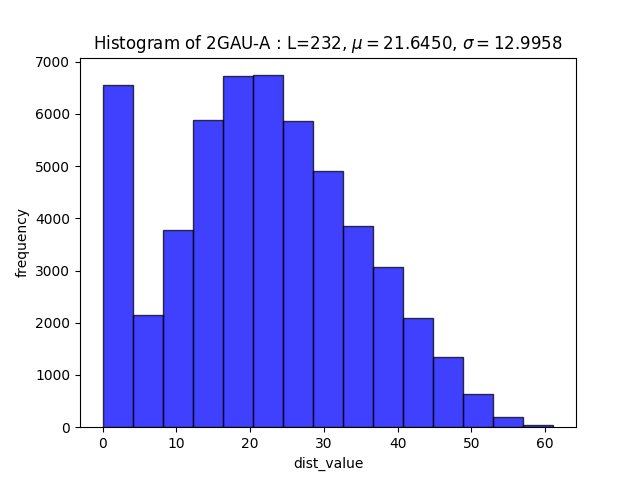 Histogram of 2GAU-A : L=232, μ = 21.6450, σ = 12.9958
7000
6000
5000
4000
3000
2000
1000
0
frequency
0 10 20 30 40 50 60
dist_value